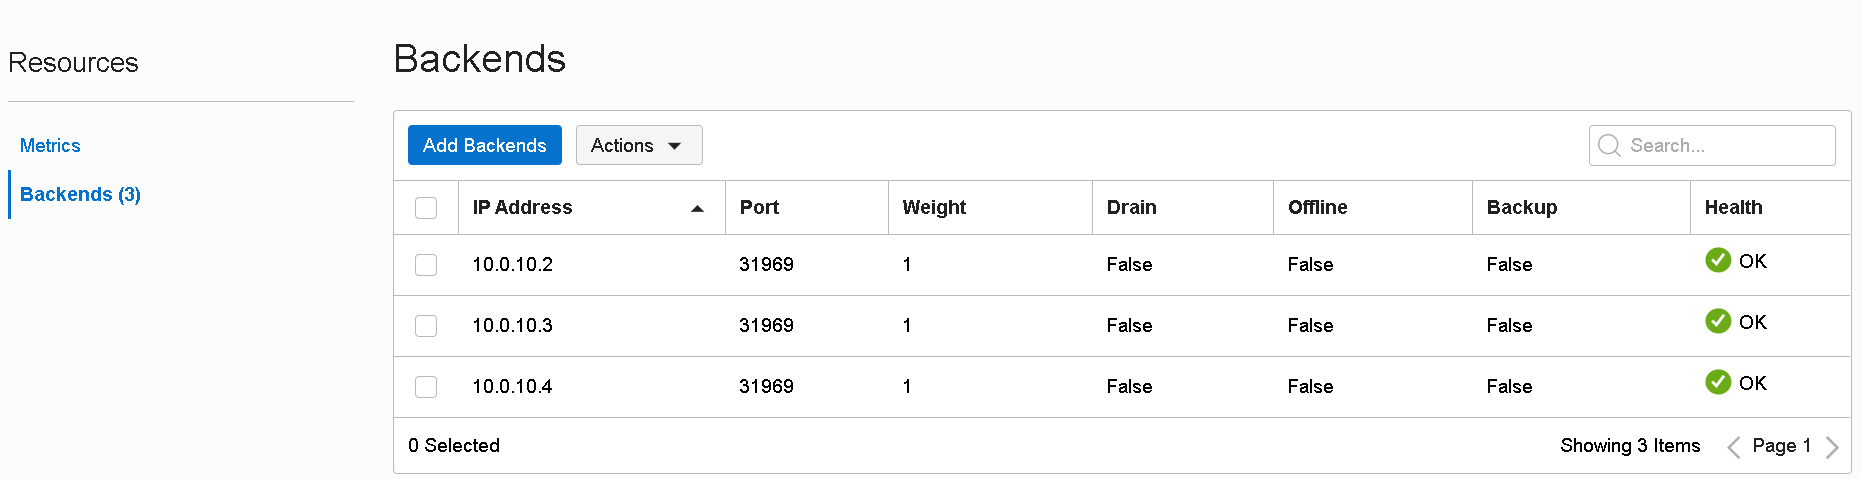 Resources
Metrics
Backends (3)
Backends
Add Backends Actions Search...
IP Address Port Weight Drain Offline Backup Health
10.0.10.2 31969 1 False False False OK
10.0.10.3 31969 1 False False False OK
10.0.10.4 31969 1 False False False OK
0 Selected Showing 3 Items Page 1